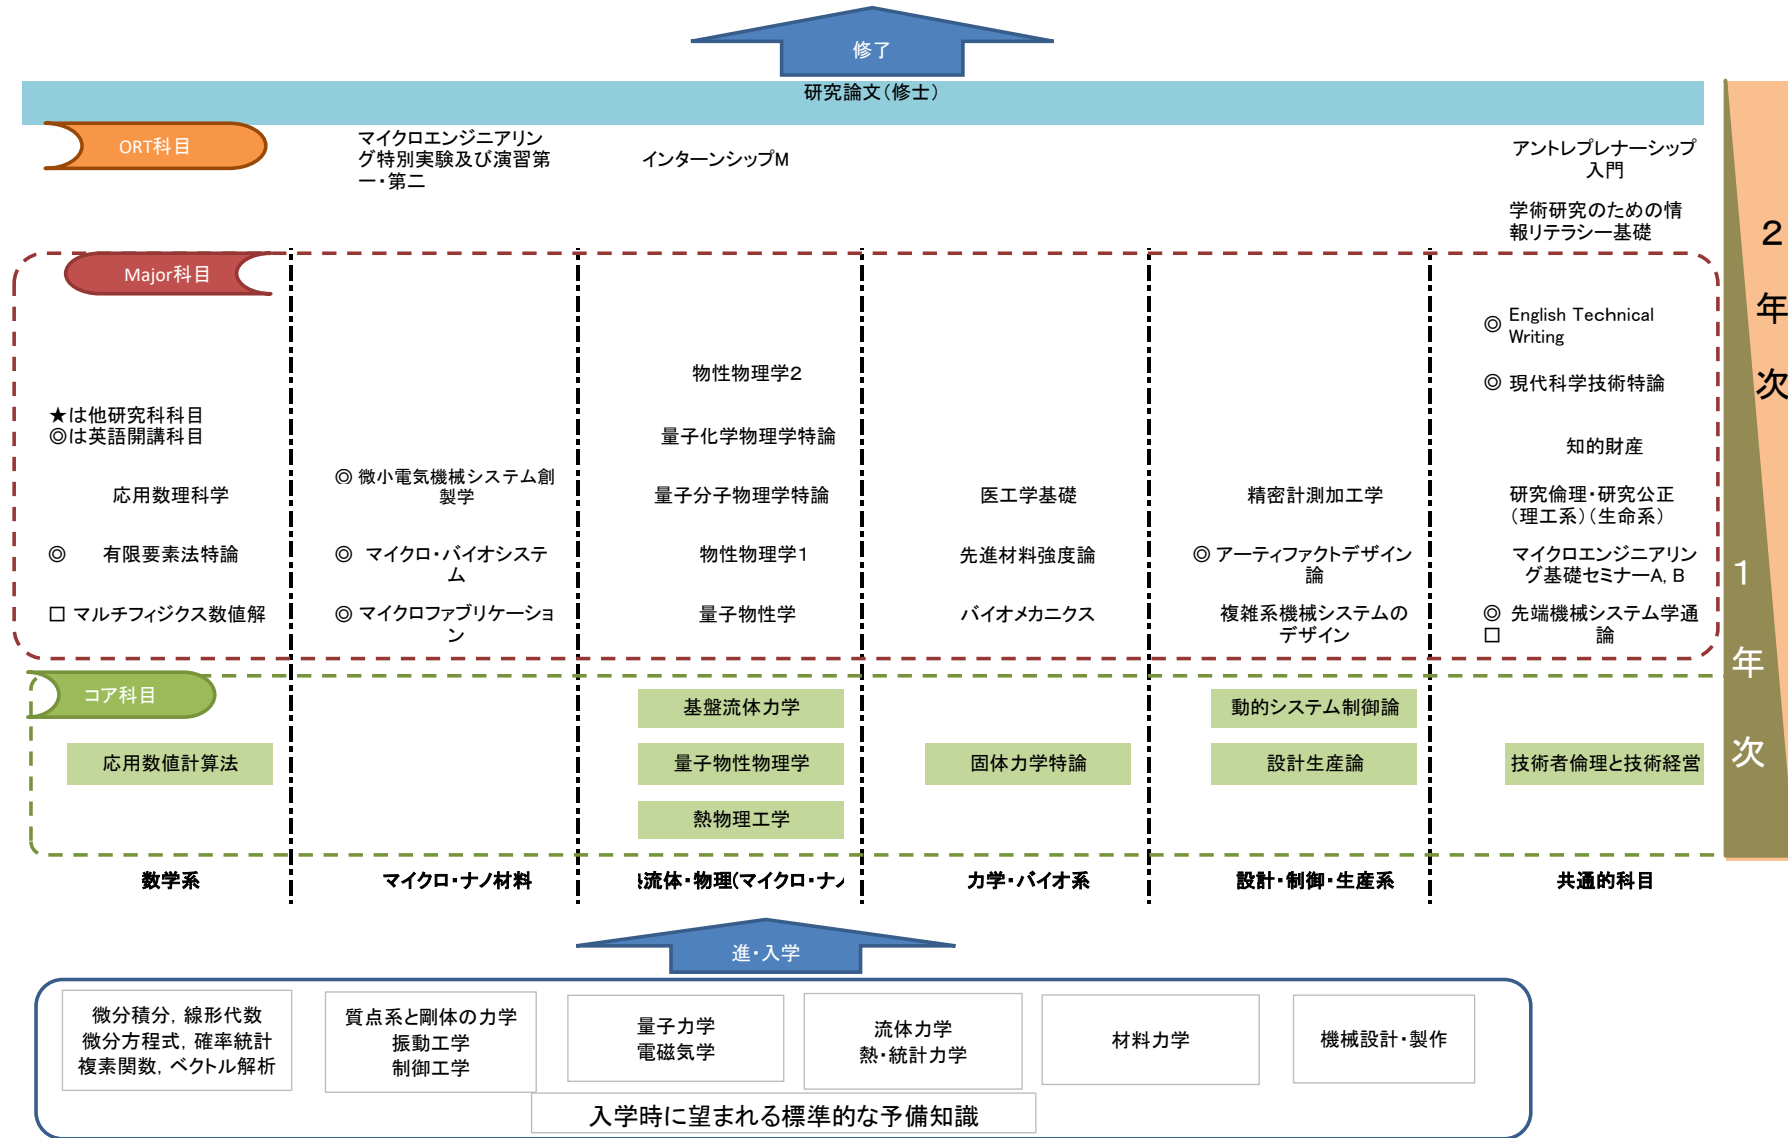 修了
研究論文(修士)
ORT科目
マイクロエンジニアリン
グ特別実験及び演習第
一・第二
インターンシップM
アントレプレナーシップ
入門
学術研究のための情
報リテラシー基礎
2
年
次
Major科目
◎ English Technical
Writing
物性物理学2
◎ 現代科学技術特論
★は他研究科科目
◎は英語開講科目
量子化学物理学特論
知的財産
応用数理科学
◎ 微小電気機械システム創
製学
量子分子物理学特論
医工学基礎
精密計測加工学
研究倫理・研究公正
(理工系)(生命系)
◎ 有限要素法特論
◎ マイクロ・バイオシステ
ム
物性物理学1
先進材料強度論
◎ アーティファクトデザイン
論
マイクロエンジニアリン
グ基礎セミナーA, B
□ マルチフィジクス数値解
◎ マイクロファブリケーショ
ン
量子物性学
バイオメカニクス
複雑系機械システムの
デザイン
◎ 先端機械システム学通
□ 論
1
年
次
コア科目
基盤流体力学
動的システム制御論
応用数値計算法
量子物性物理学
固体力学特論
設計生産論
技術者倫理と技術経営
熱物理工学
数学系
マイクロ・ナノ材料
流体・物理(マイクロ・ナノ
力学・バイオ系
設計・制御・生産系
共通的科目
進・入学
微分積分, 線形代数
微分方程式, 確率統計
複素関数, ベクトル解析
質点系と剛体の力学
振動工学
制御工学
量子力学
電磁気学
流体力学
熱・統計力学
材料力学
機械設計・製作
入学時に望まれる標準的な予備知識